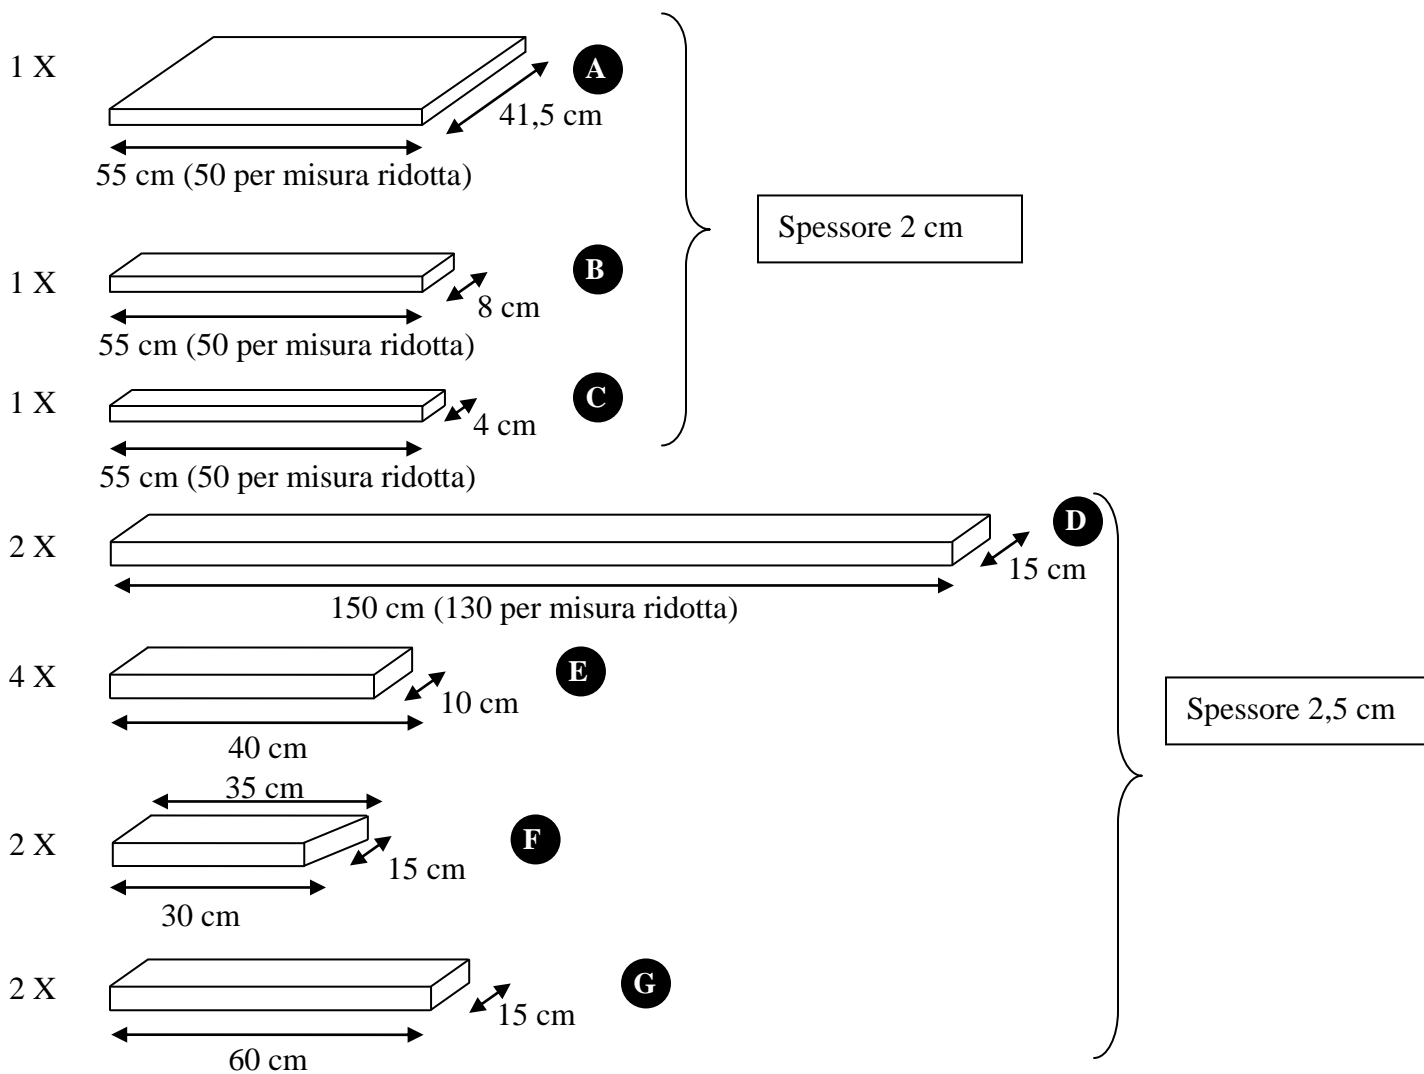 1 X
A
41,5 cm
55 cm (50 per misura ridotta)
Spessore 2 cm
1 X
B
8 cm
55 cm (50 per misura ridotta)
1 X
C
4 cm
55 cm (50 per misura ridotta)
2 X
D
15 cm
150 cm (130 per misura ridotta)
4 X
E
10 cm
40 cm
Spessore 2,5 cm
35 cm
2 X
F
15 cm
30 cm
2 X
G
15 cm
60 cm